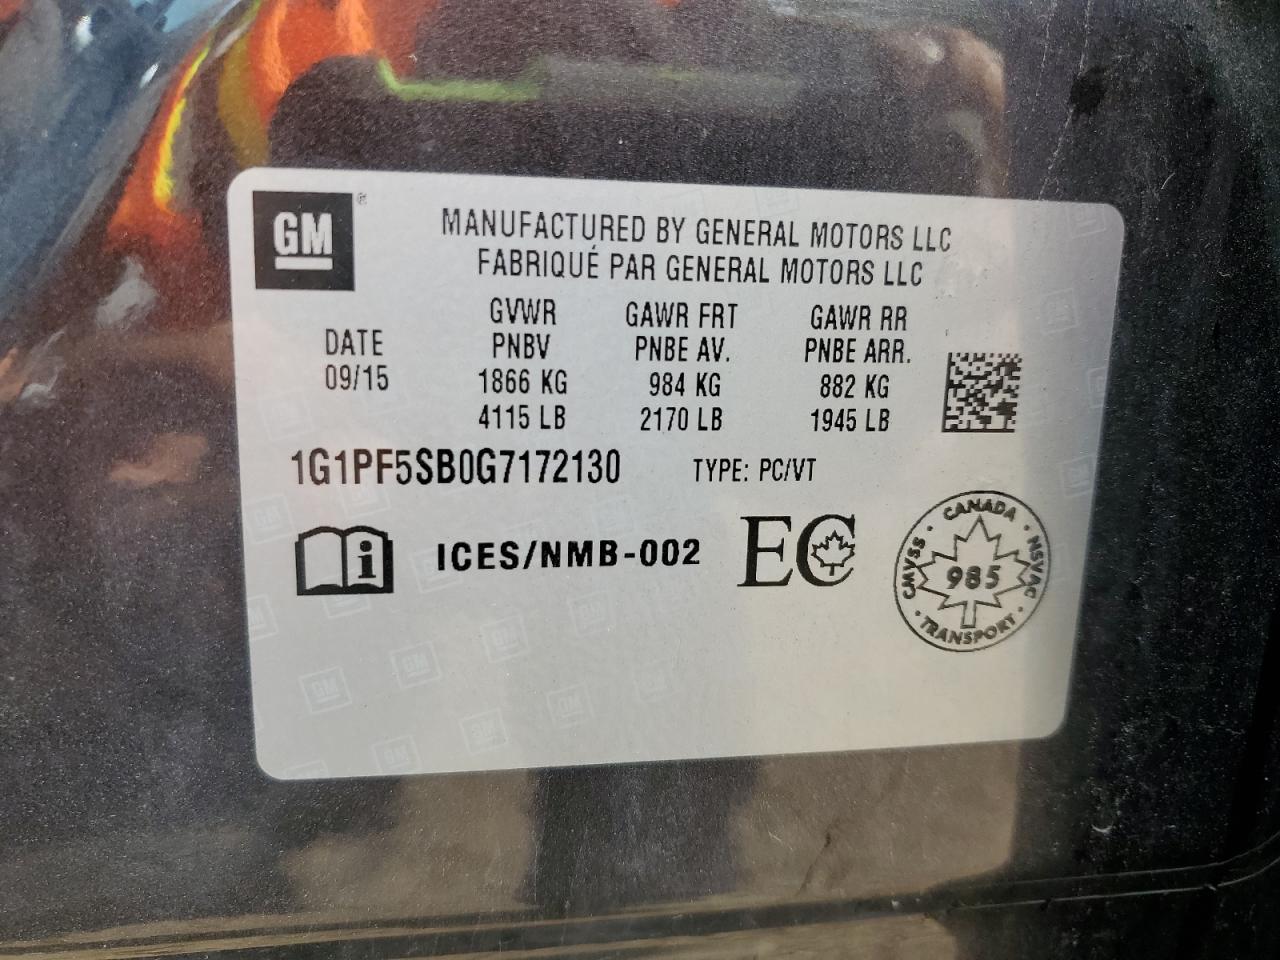 GM®
MANUFACTURED BY GENERAL MOTORS LLC
FABRIQUÉ PAR GENERAL MOTORS LLC
DATE
09/15
GVWR
PNBV
1866 KG
4115 LB
GAWR FRT
PNBE AV.
984 KG
2170 LB
GAWR RR
PNBE ARR.
882 KG
1945 LB
1G1PF5SB0G7172130 TYPE: PC/VT
i ICES/NMB-002 EC
CANADA
CMVSS · NSVAC
985
· TRANSPORT ·